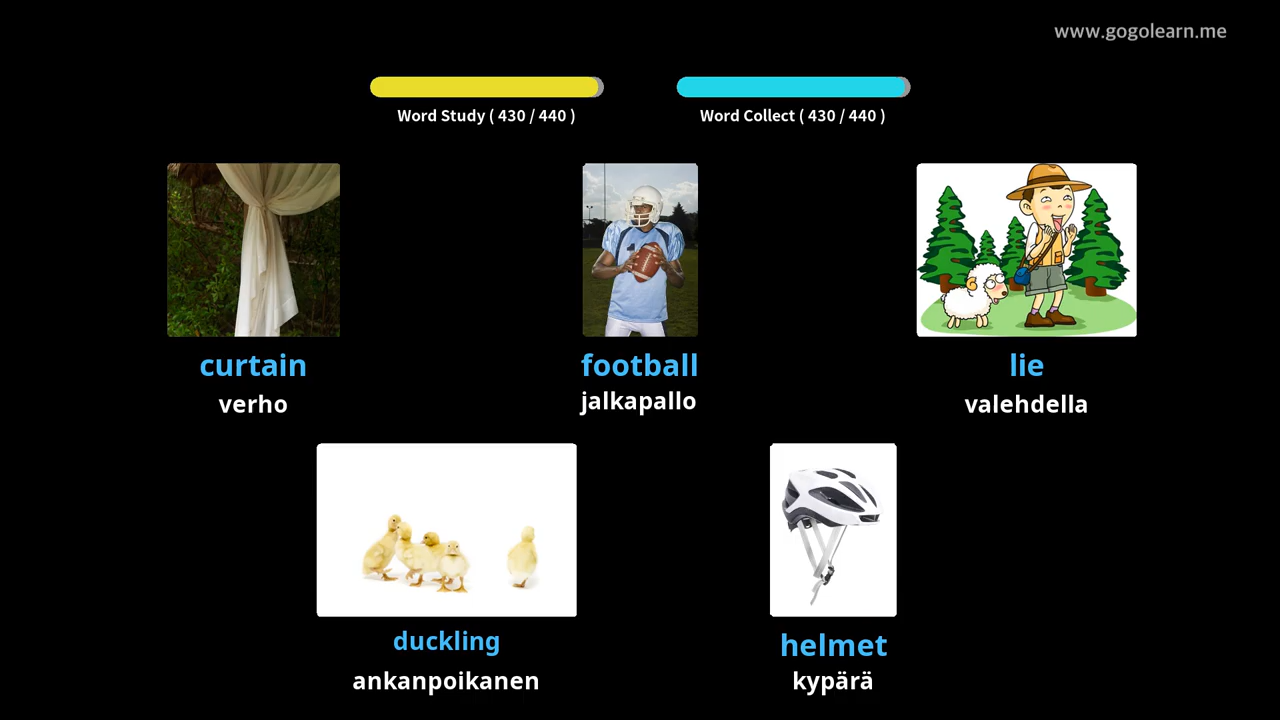 www.gogolearn.me
Word Study ( 430 / 440 )
Word Collect ( 430 / 440 )
curtain
verho
football
jalkapallo
lie
valehdella
duckling
ankanpoikanen
helmet
kypärä